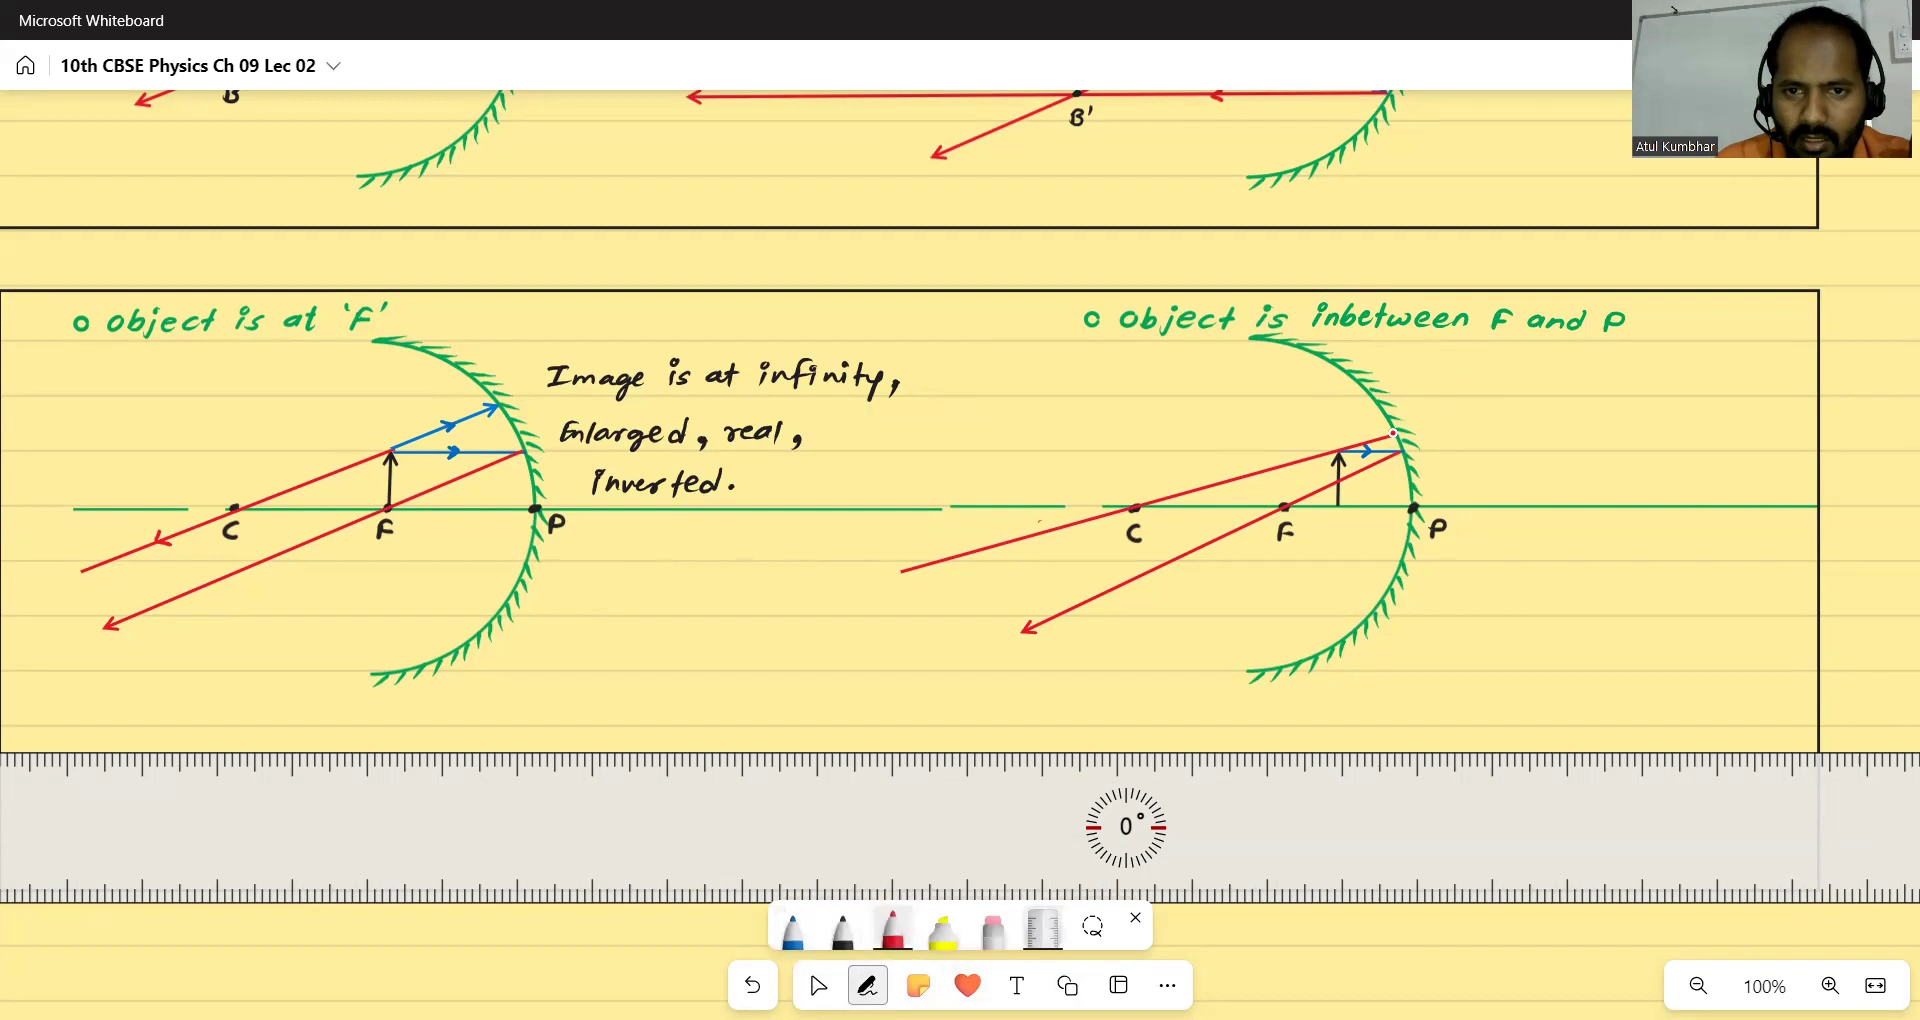 Microsoft Whiteboard
10th CBSE Physics Ch 09 Lec 02
Atul Kumbhar
B
B'
o object is at 'F'
Image is at infinity,
Enlarged, real,
inverted.
C
F
P
o object is inbetween F and P
C
F
P
0°
T
100%